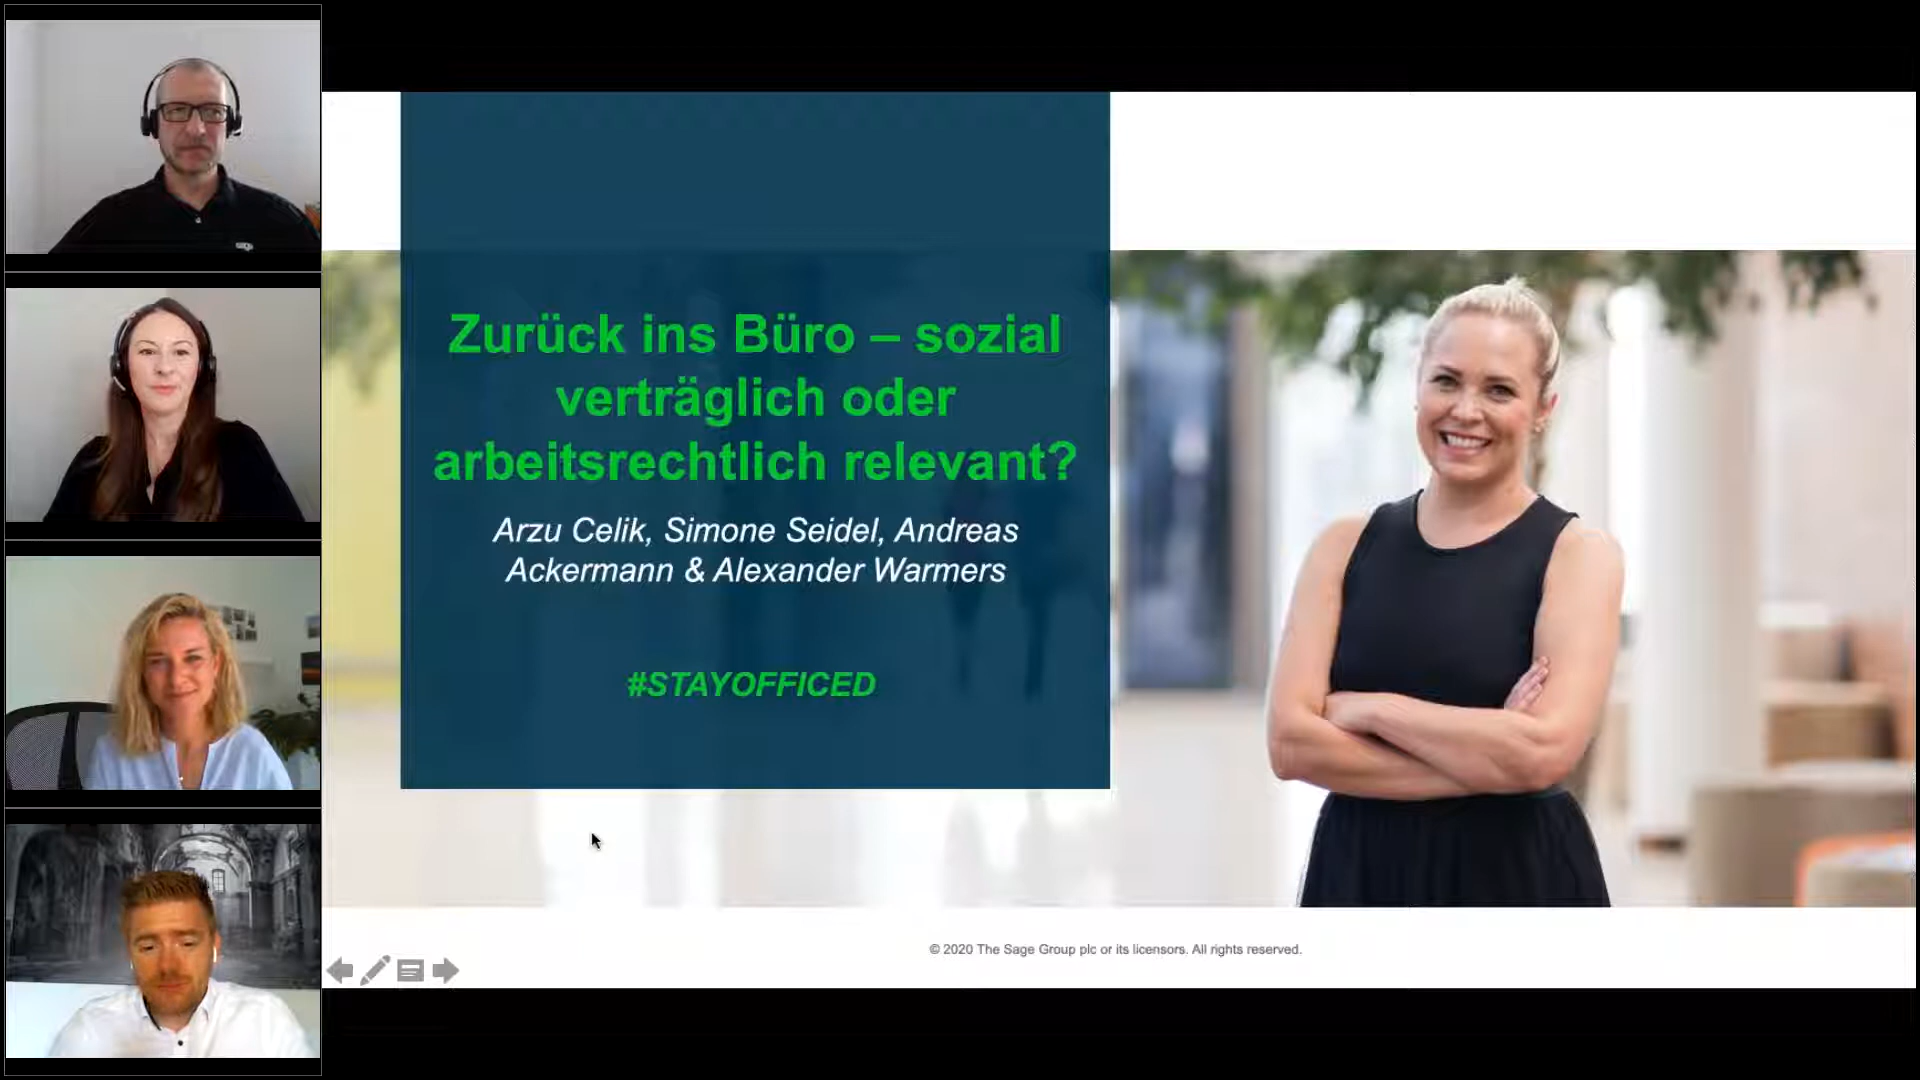 Zurück ins Büro – sozial
verträglich oder
arbeitsrechtlich relevant?
Arzu Celik, Simone Seidel, Andreas
Ackermann & Alexander Warmers
#STAYOFFICED
© 2020 The Sage Group plc or its licensors. All rights reserved.